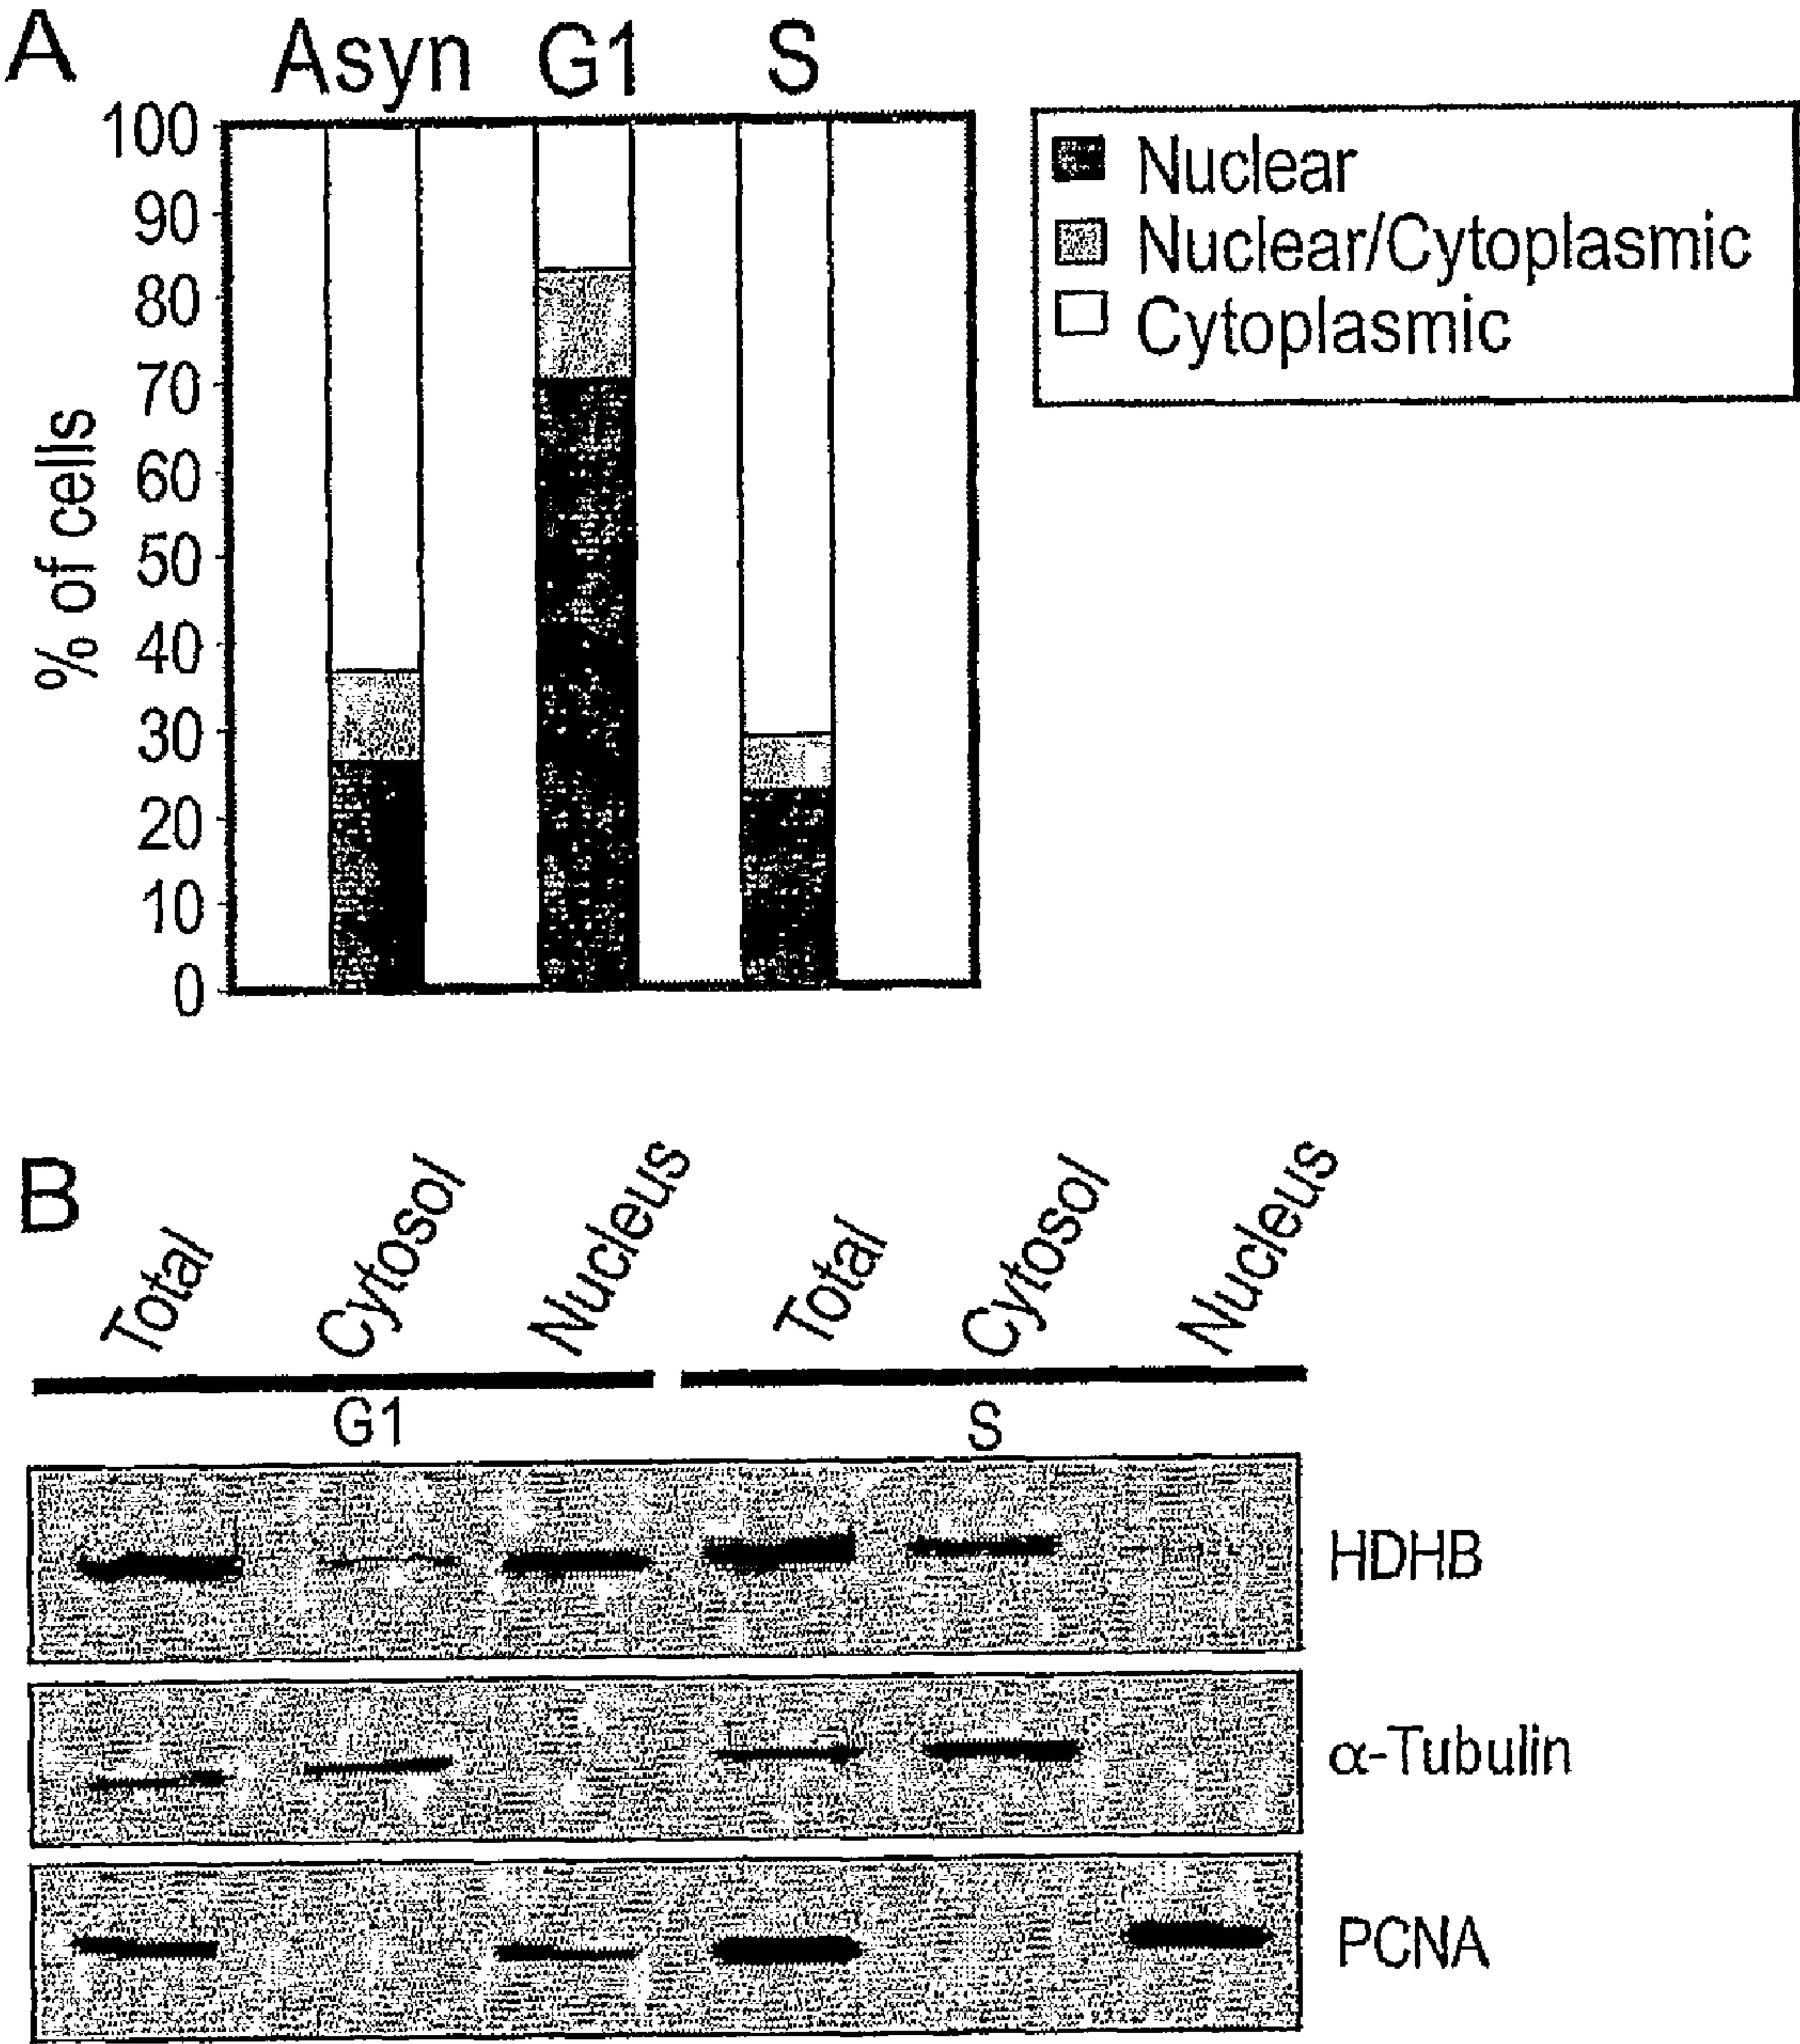 A
Asyn G1 S
100
90
80
70
60
50
40
30
20
10
0
% of cells
Nuclear
Nuclear/Cytoplasmic
Cytoplasmic
B
Total Cytosol Nucleus Total Cytosol Nucleus
G1 S
HDHB
α-Tubulin
PCNA